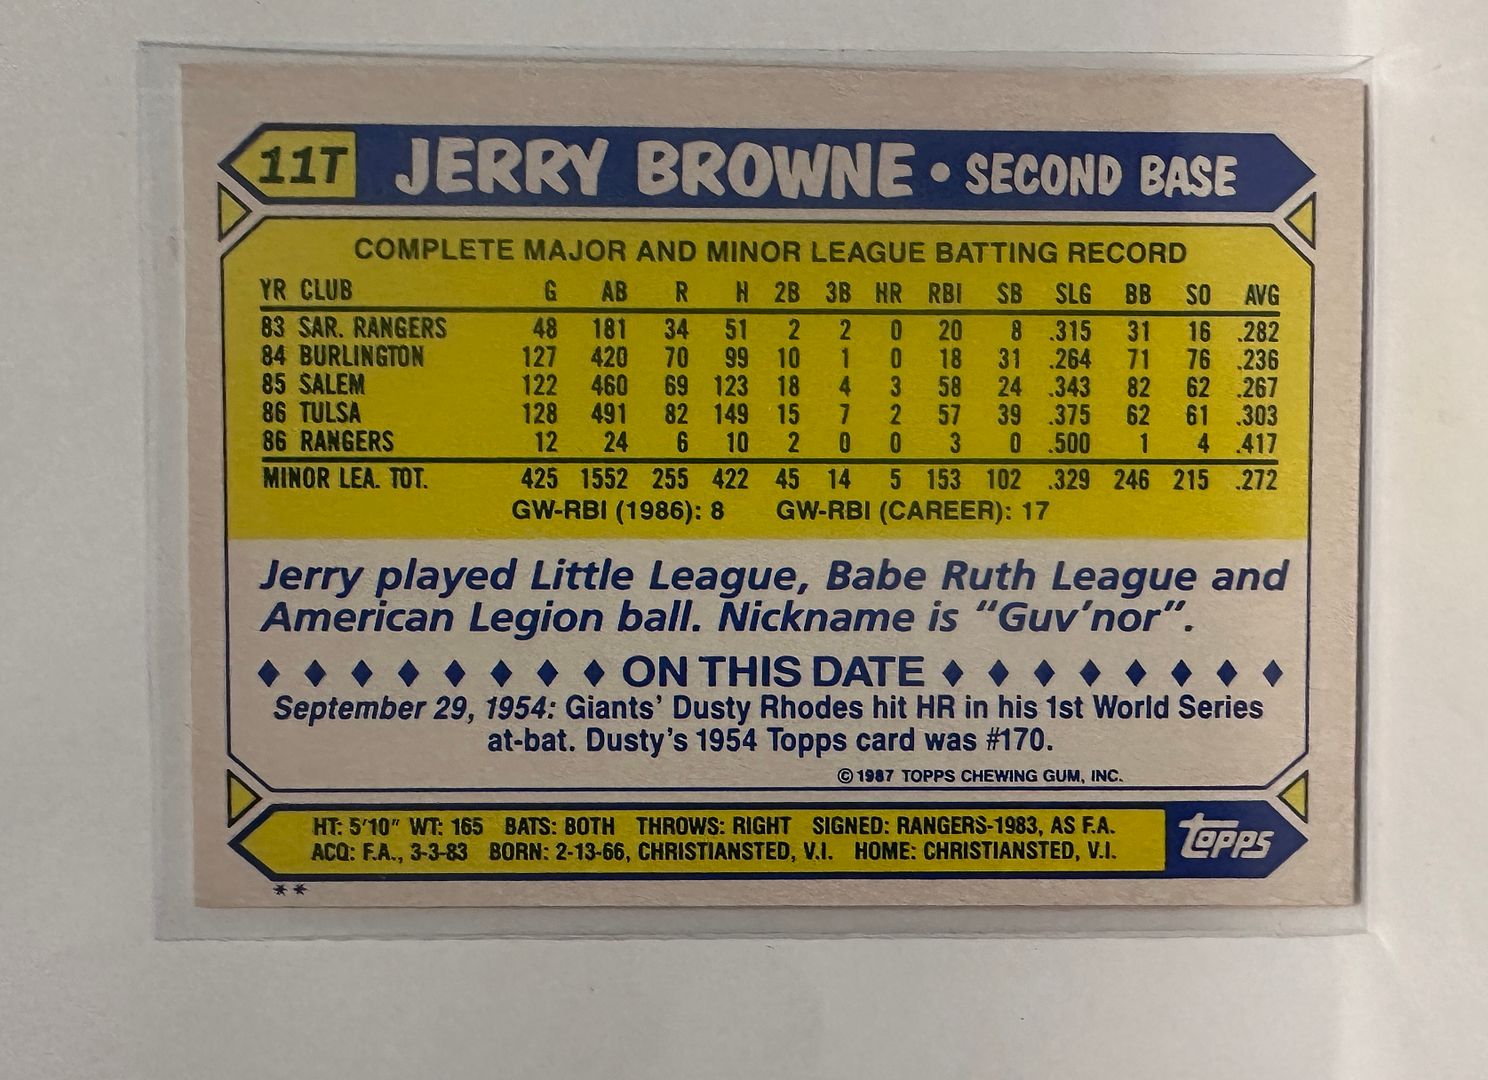 11T JERRY BROWNE • SECOND BASE
COMPLETE MAJOR AND MINOR LEAGUE BATTING RECORD
YR CLUB G AB R H 2B 3B HR RBI SB SLG BB SO AVG
83 SAR. RANGERS 48 181 34 51 2 2 0 20 8 .315 31 16 .282
84 BURLINGTON 127 420 70 99 10 1 0 18 31 .264 71 76 .236
85 SALEM 122 460 69 123 18 4 3 58 24 .343 82 62 .267
86 TULSA 128 491 82 149 15 7 2 57 39 .375 62 61 .303
86 RANGERS 12 24 6 10 2 0 0 3 0 .500 1 4 .417
MINOR LEA. TOT. 425 1552 255 422 45 14 5 153 102 .329 246 215 .272
GW-RBI (1986): 8 GW-RBI (CAREER): 17
Jerry played Little League, Babe Ruth League and
American Legion ball. Nickname is "Guv'nor".
ON THIS DATE
September 29, 1954: Giants' Dusty Rhodes hit HR in his 1st World Series
at-bat. Dusty's 1954 Topps card was #170.
© 1987 TOPPS CHEWING GUM, INC.
HT: 5'10" WT: 165 BATS: BOTH THROWS: RIGHT SIGNED: RANGERS-1983, AS F.A.
ACQ: F.A., 3-3-83 BORN: 2-13-66, CHRISTIANSTED, V.I. HOME: CHRISTIANSTED, V.I.
topps
**